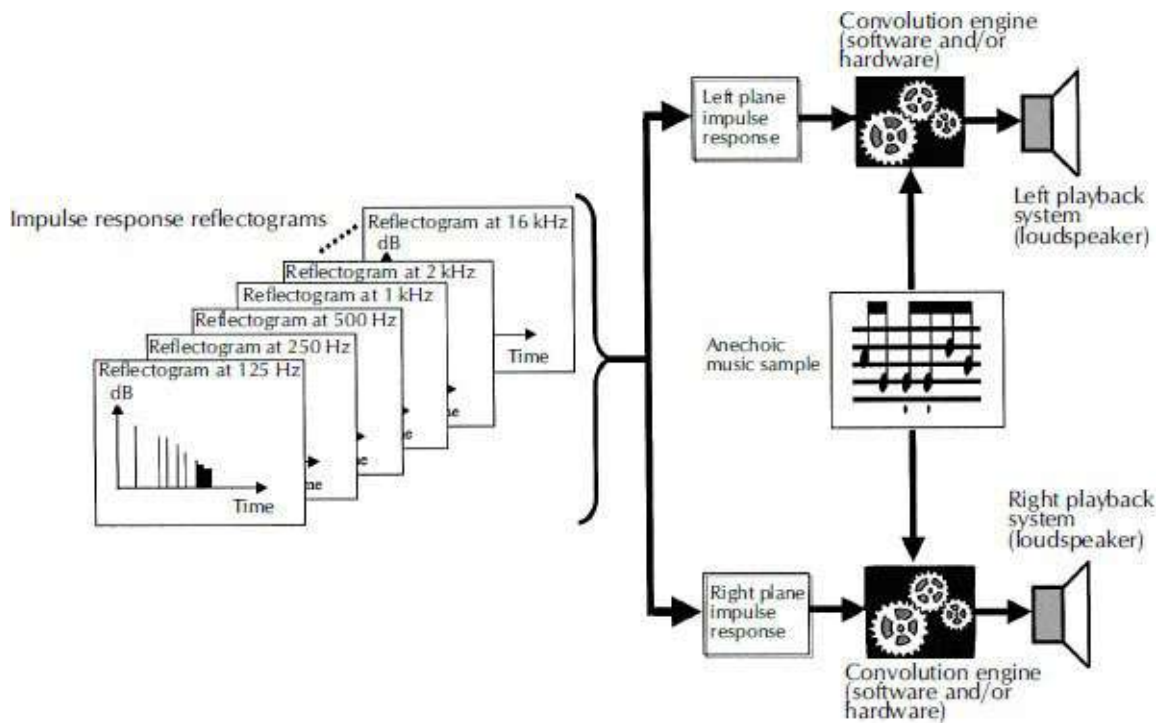 Convolution engine
(software and/or
hardware)
Left plane
impulse
response
Left playback
system
(loudspeaker)
Impulse response reflectograms
Reflectogram at 16 kHz
dB
Reflectogram at 2 kHz
Reflectogram at 1 kHz
Reflectogram at 500 Hz
Reflectogram at 250 Hz
Reflectogram at 125 Hz
dB
Time
Time
Anechoic
music sample
Right playback
system
(loudspeaker)
Right plane
impulse
response
Convolution engine
(software and/or
hardware)